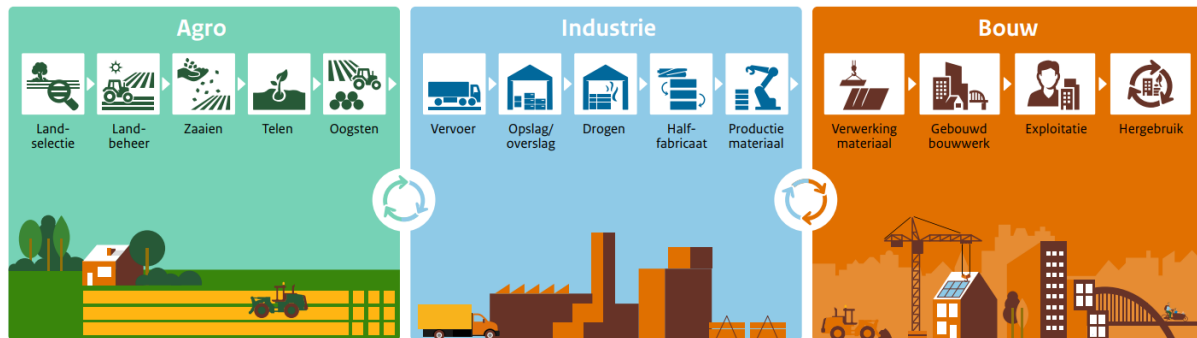 Agro
Land-
selectie
Land-
beheer
Zaaien
Telen
Oogsten
Industrie
Vervoer
Opslag/
overslag
Drogen
Half-
fabricaat
Productie
materiaal
Bouw
Verwerking
materiaal
Gebouwd
bouwwerk
Exploitatie
Hergebruik